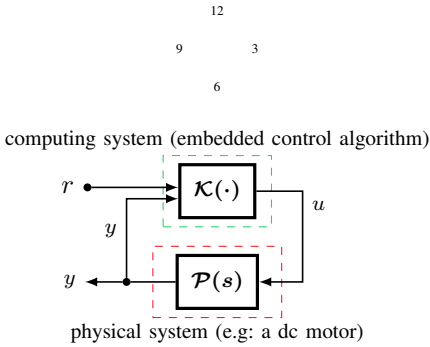 12
9 3
6
computing system (embedded control algorithm)
r
K(·)
u
y
y
P(s)
physical system (e.g: a dc motor)